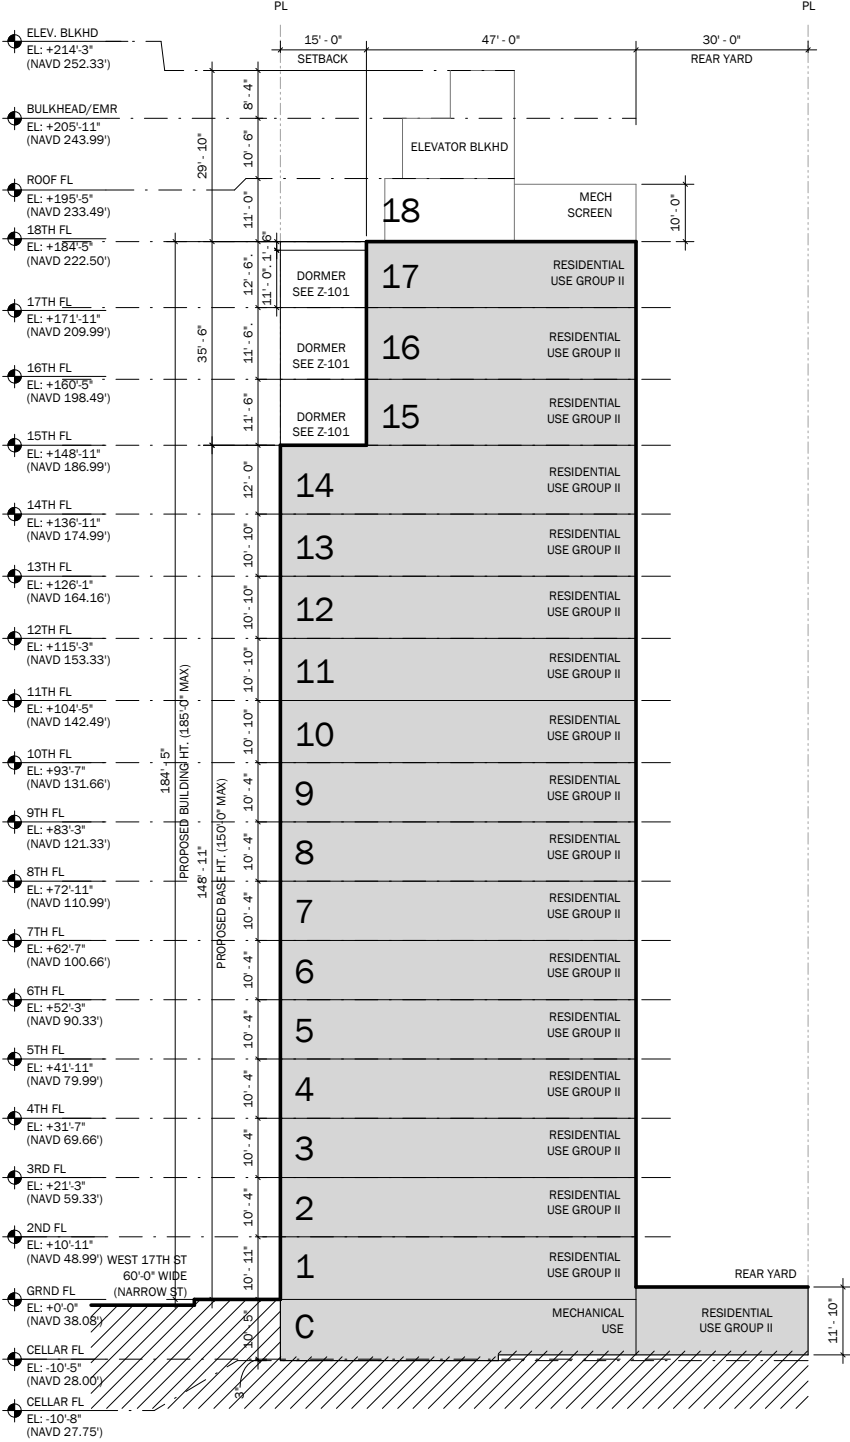 PL
PL
15' - 0"
47' - 0"
30' - 0"
SETBACK
REAR YARD
ELEV. BLKHD
EL: +214'-3"
(NAVD 252.33')
BULKHEAD/EMR
EL: +205'-11"
(NAVD 243.99')
ROOF FL
EL: +195'-5"
(NAVD 233.49')
18TH FL
EL: +184'-5"
(NAVD 222.50')
17TH FL
EL: +171'-11"
(NAVD 209.99')
16TH FL
EL: +160'-5"
(NAVD 198.49')
15TH FL
EL: +148'-11"
(NAVD 186.99')
14TH FL
EL: +136'-11"
(NAVD 174.99')
13TH FL
EL: +126'-1"
(NAVD 164.16')
12TH FL
EL: +115'-3"
(NAVD 153.33')
11TH FL
EL: +104'-5"
(NAVD 142.49')
10TH FL
EL: +93'-7"
(NAVD 131.66')
9TH FL
EL: +83'-3"
(NAVD 121.33')
8TH FL
EL: +72'-11"
(NAVD 110.99')
7TH FL
EL: +62'-7"
(NAVD 100.66')
6TH FL
EL: +52'-3"
(NAVD 90.33')
5TH FL
EL: +41'-11"
(NAVD 79.99')
4TH FL
EL: +31'-7"
(NAVD 69.66')
3RD FL
EL: +21'-3"
(NAVD 59.33')
2ND FL
EL: +10'-11"
(NAVD 48.99')
GRND FL
EL: +0'-0"
(NAVD 38.08')
CELLAR FL
EL: -10'-5"
(NAVD 28.00')
CELLAR FL
EL: -10'-8"
(NAVD 27.75')
WEST 17TH ST
60'-0" WIDE
(NARROW ST)
184' - 5"
PROPOSED BUILDING HT. (185'-0" MAX)
148' - 11"
PROPOSED BASE HT. (150'-0" MAX)
29' - 10"
35' - 6"
8' - 4"
10' - 6"
11' - 0"
12' - 6"
11' - 6"
11' - 6"
12' - 0"
10' - 10"
10' - 10"
10' - 10"
10' - 10"
10' - 4"
10' - 4"
10' - 4"
10' - 4"
10' - 4"
10' - 4"
10' - 4"
10' - 4"
10' - 11"
10' - 5"
3"
1' - 6"
11' - 0"
ELEVATOR BLKHD
18
MECH
SCREEN
10' - 0"
DORMER
SEE Z-101
17
RESIDENTIAL
USE GROUP II
DORMER
SEE Z-101
16
RESIDENTIAL
USE GROUP II
DORMER
SEE Z-101
15
RESIDENTIAL
USE GROUP II
14
RESIDENTIAL
USE GROUP II
13
RESIDENTIAL
USE GROUP II
12
RESIDENTIAL
USE GROUP II
11
RESIDENTIAL
USE GROUP II
10
RESIDENTIAL
USE GROUP II
9
RESIDENTIAL
USE GROUP II
8
RESIDENTIAL
USE GROUP II
7
RESIDENTIAL
USE GROUP II
6
RESIDENTIAL
USE GROUP II
5
RESIDENTIAL
USE GROUP II
4
RESIDENTIAL
USE GROUP II
3
RESIDENTIAL
USE GROUP II
2
RESIDENTIAL
USE GROUP II
1
RESIDENTIAL
USE GROUP II
REAR YARD
C
MECHANICAL
USE
RESIDENTIAL
USE GROUP II
11' - 10"